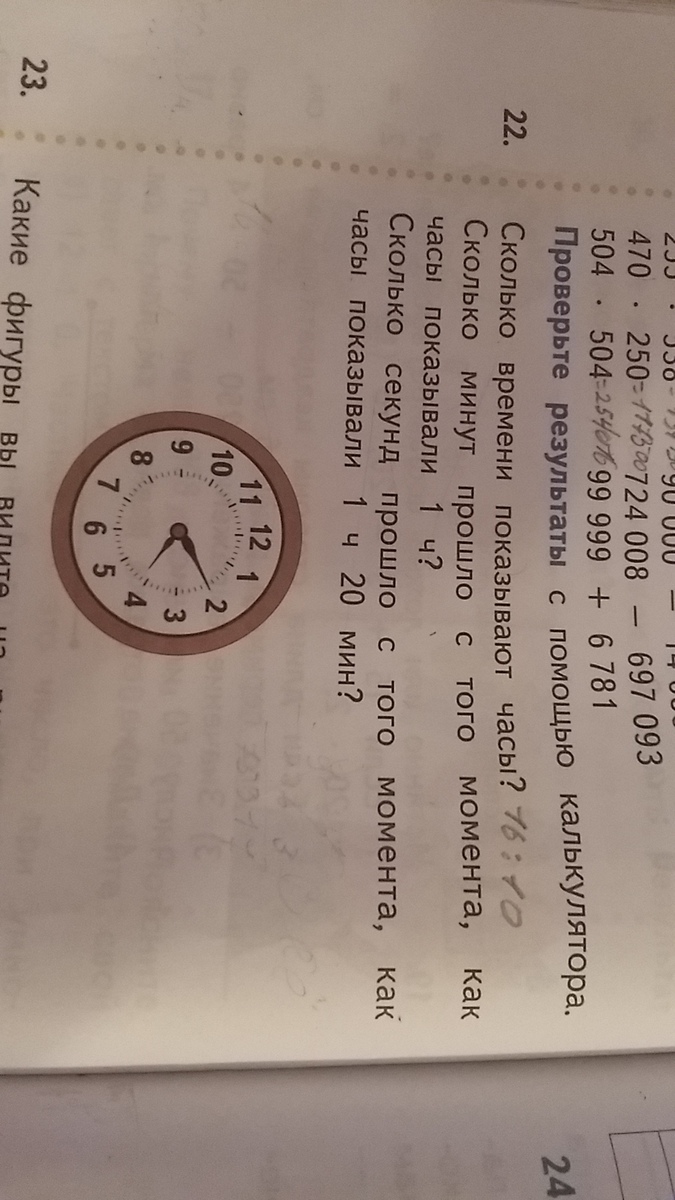 470 · 250= 724 008 − 697 093
504 · 504=254016 99 999 + 6 781
Проверьте результаты с помощью калькулятора.
22. Сколько времени показывают часы? 16:10
Сколько минут прошло с того момента, как
часы показывали 1 ч?
Сколько секунд прошло с того момента, как
часы показывали 1 ч 20 мин?
12
11 1
10 2
9 3
8 4
7 5
6
23. Какие фигуры вы видите на
24